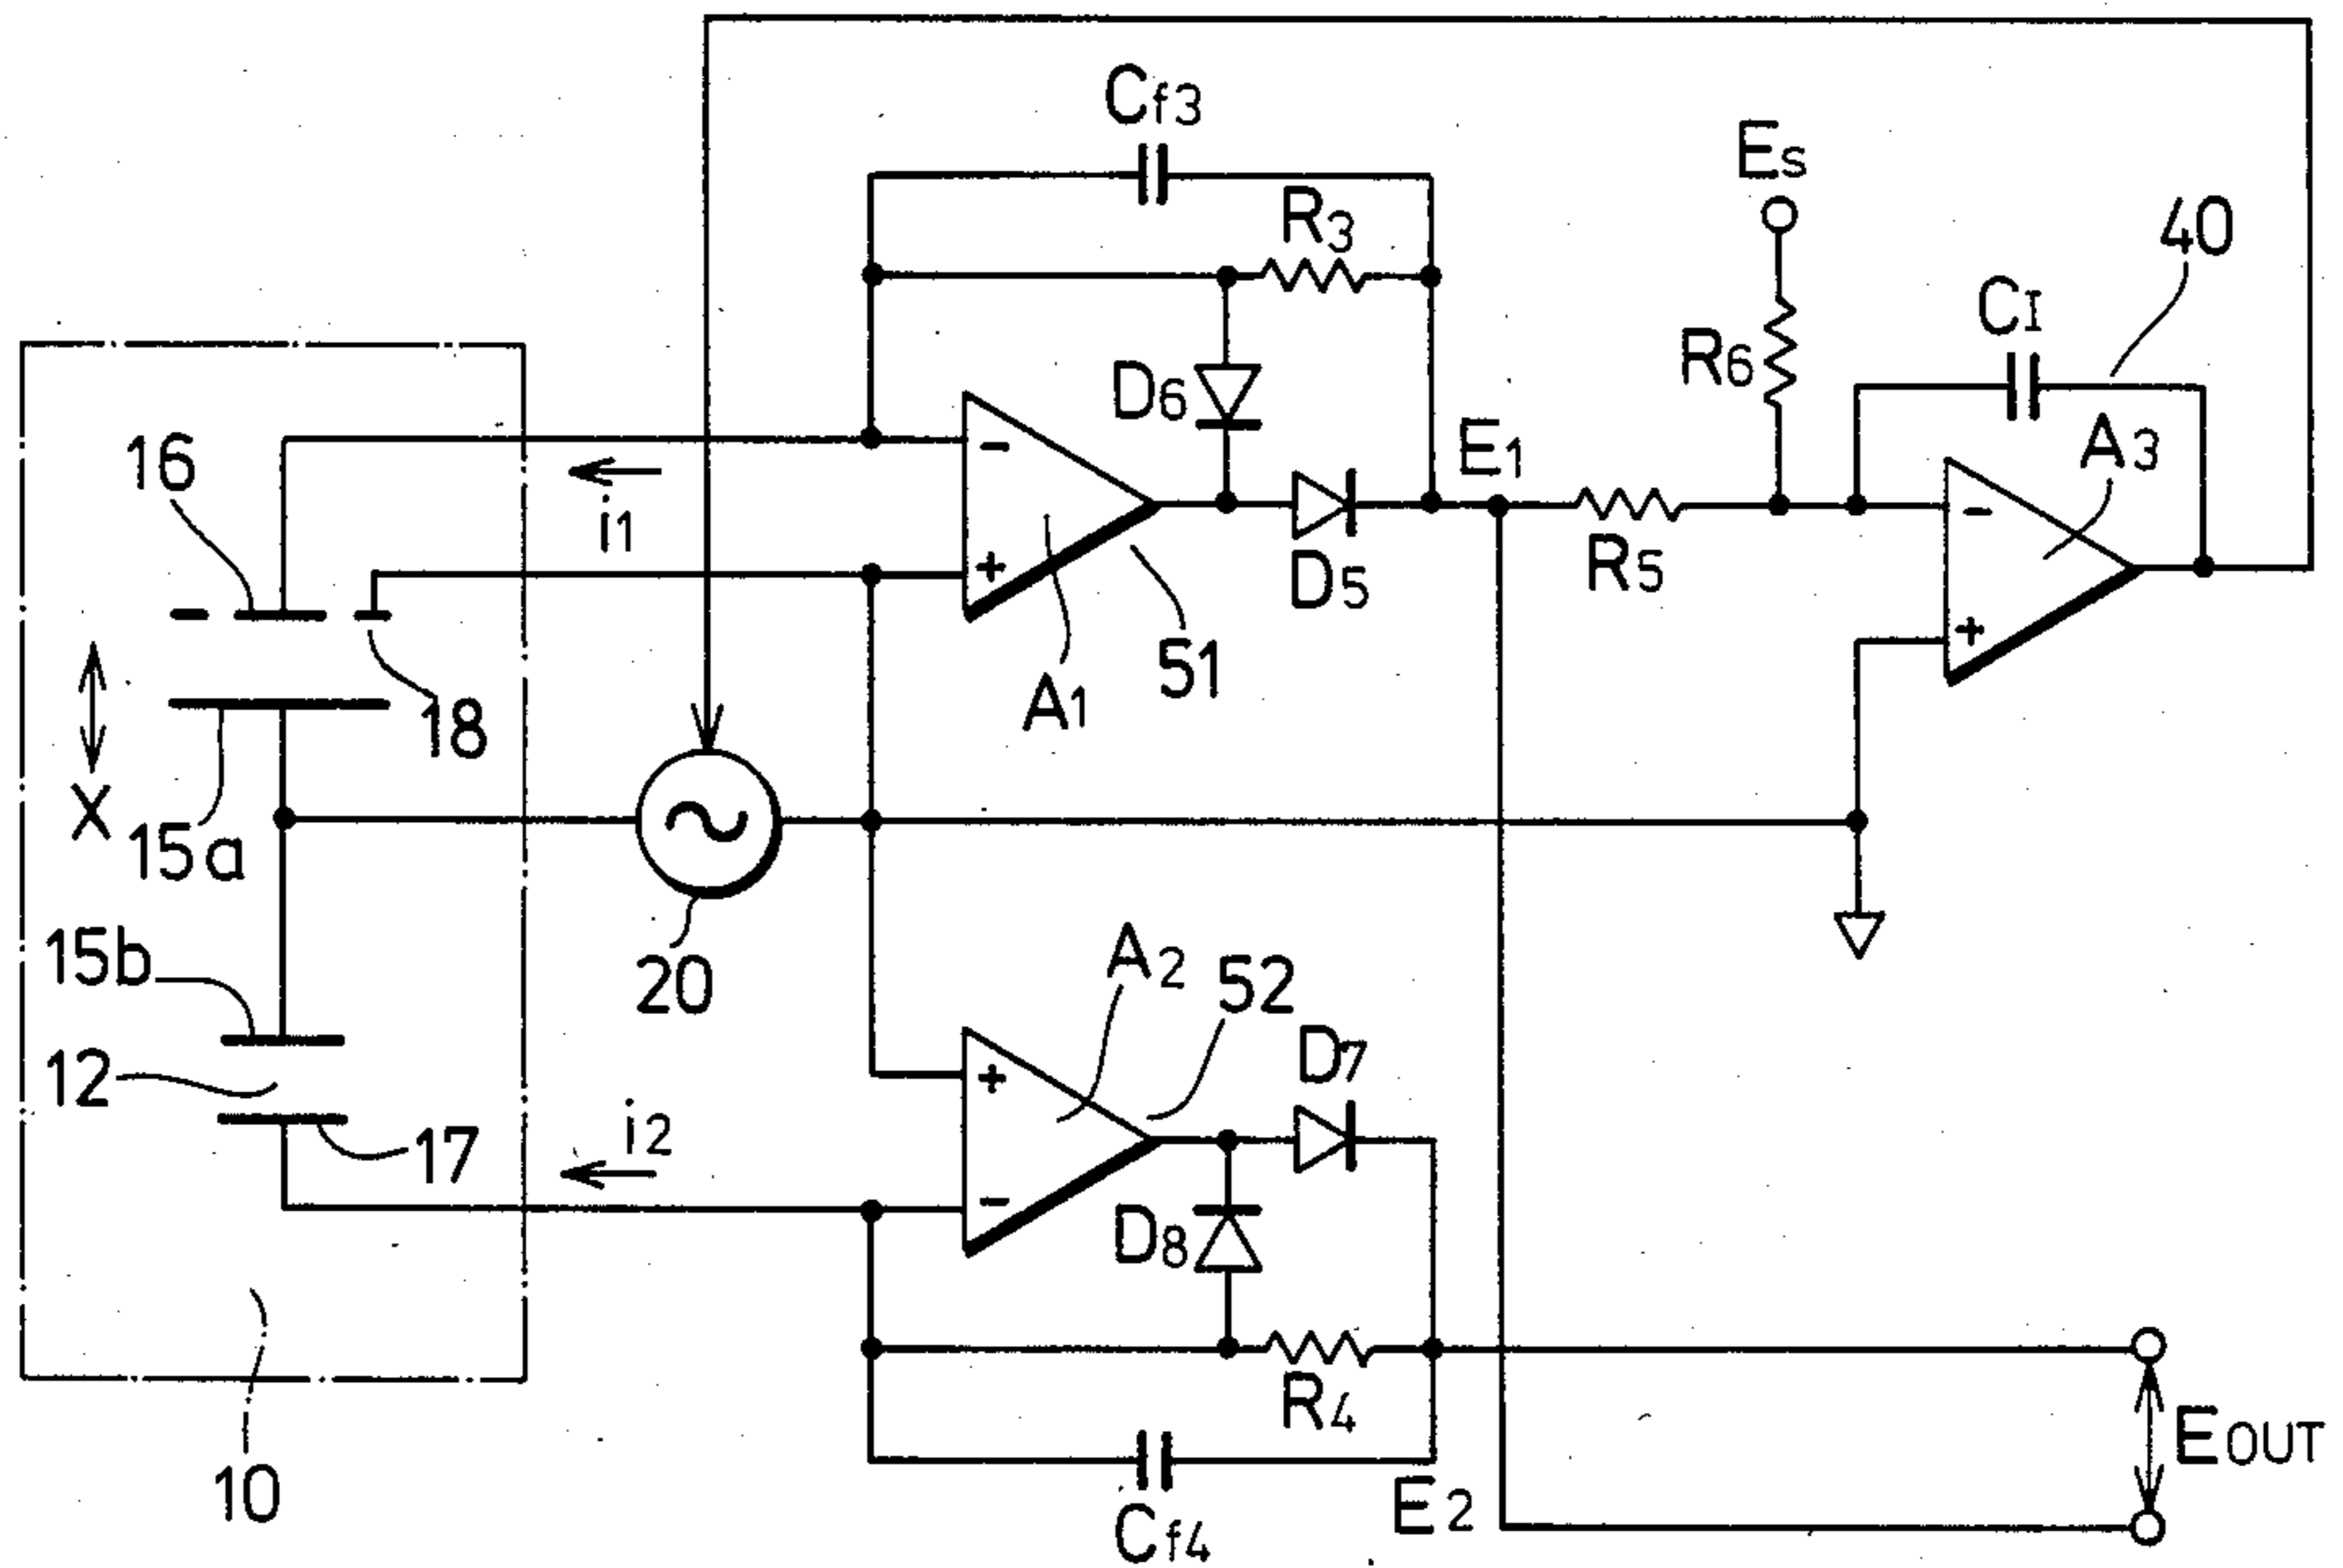 Cf3
ES
R3
40
CI
R6
D6
A3
16
E1
i1
-
-
+
D5
R5
+
51
18
A1
X
15a
20
15b
A2
52
D7
12
+
i2
17
-
D8
R4
EOUT
10
E2
Cf4